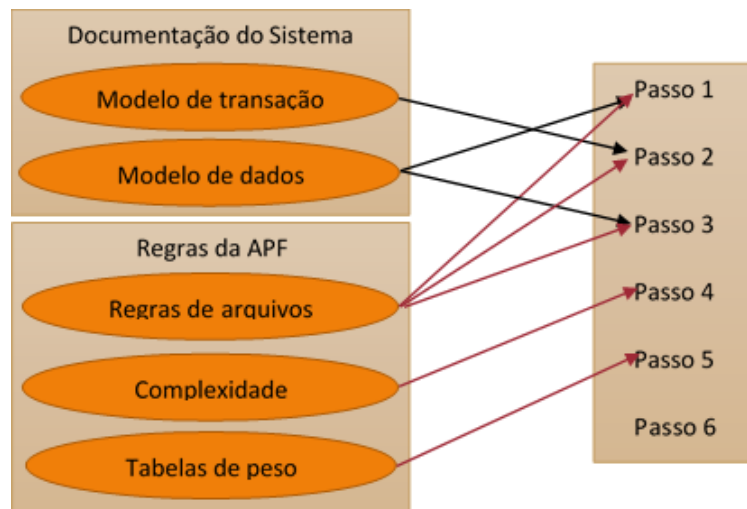 Documentação do Sistema
Modelo de transação
Modelo de dados
Regras da APF
Regras de arquivos
Complexidade
Tabelas de peso
Passo 1
Passo 2
Passo 3
Passo 4
Passo 5
Passo 6